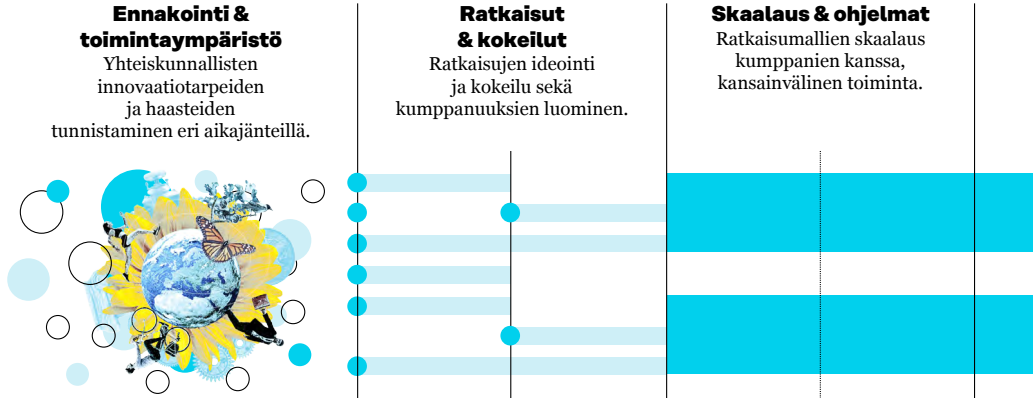 Ennakointi &
toimintaympäristö
Yhteiskunnallisten
innovaatiotarpeiden
ja haasteiden
tunnistaminen eri aikajänteillä.
Ratkaisut
& kokeilut
Ratkaisujen ideointi
ja kokeilu sekä
kumppanuuksien luominen.
Skaalaus & ohjelmat
Ratkaisumallien skaalaus
kumppanien kanssa,
kansainvälinen toiminta.